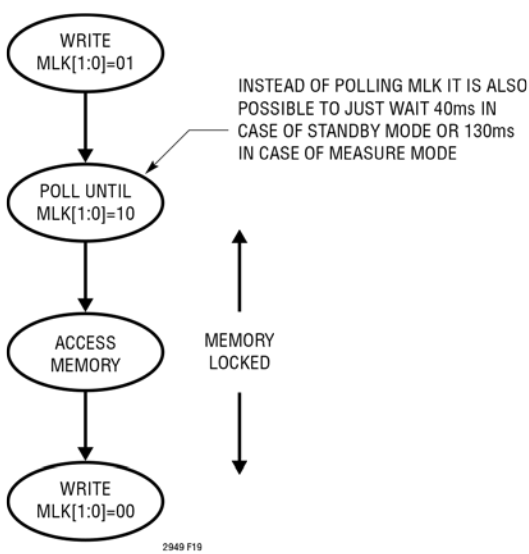 WRITE
MLK[1:0]=01
INSTEAD OF POLLING MLK IT IS ALSO
POSSIBLE TO JUST WAIT 40ms IN
CASE OF STANDBY MODE OR 130ms
IN CASE OF MEASURE MODE
POLL UNTIL
MLK[1:0]=10
ACCESS
MEMORY
MEMORY
LOCKED
WRITE
MLK[1:0]=00
2949 F19